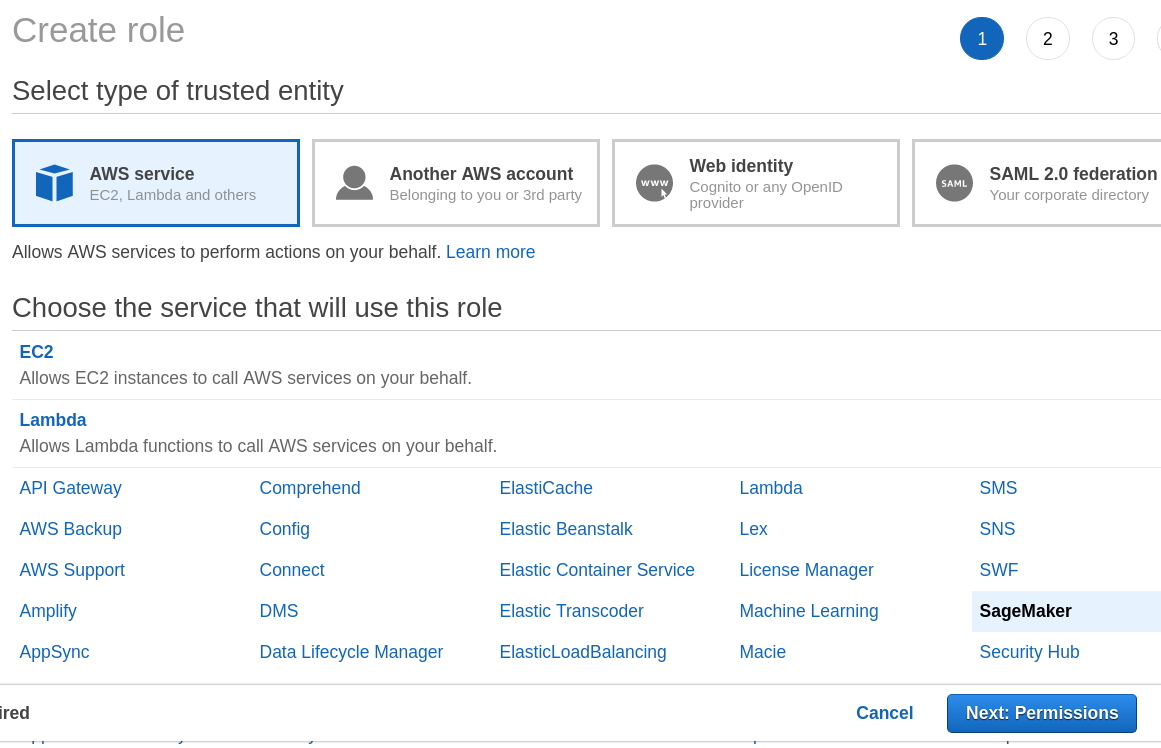 Create role
1 2 3
Select type of trusted entity
AWS service
EC2, Lambda and others
Another AWS account
Belonging to you or 3rd party
WWW
Web identity
Cognito or any OpenID
provider
SAML
SAML 2.0 federation
Your corporate directory
Allows AWS services to perform actions on your behalf. Learn more
Choose the service that will use this role
EC2
Allows EC2 instances to call AWS services on your behalf.
Lambda
Allows Lambda functions to call AWS services on your behalf.
API Gateway Comprehend ElastiCache Lambda SMS
AWS Backup Config Elastic Beanstalk Lex SNS
AWS Support Connect Elastic Container Service License Manager SWF
Amplify DMS Elastic Transcoder Machine Learning SageMaker
AppSync Data Lifecycle Manager ElasticLoadBalancing Macie Security Hub
ired Cancel Next: Permissions